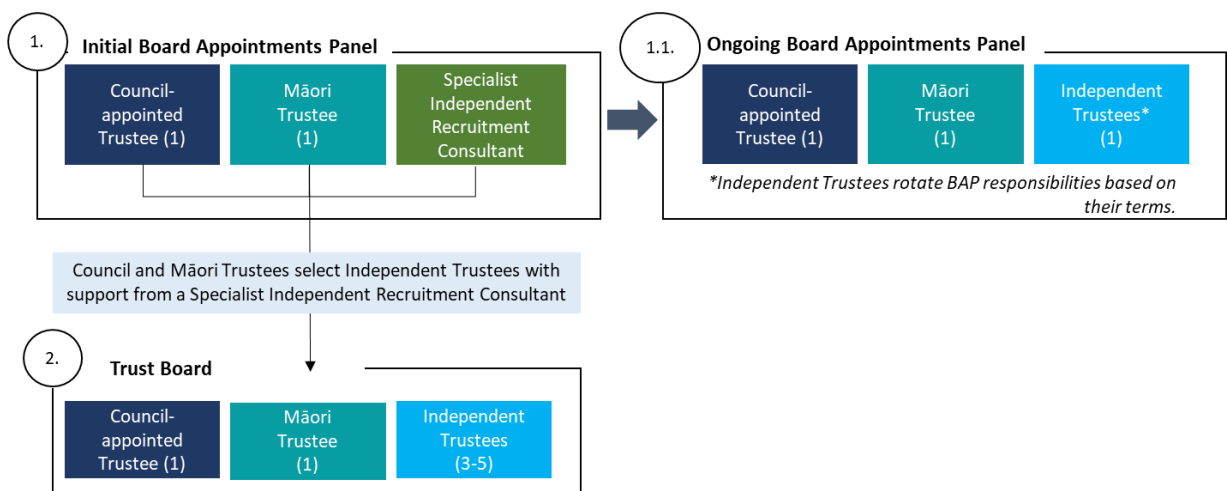 1.
Initial Board Appointments Panel
Council-
appointed
Trustee (1)
Māori
Trustee
(1)
Specialist
Independent
Recruitment
Consultant
1.1.
Ongoing Board Appointments Panel
Council-
appointed
Trustee (1)
Māori
Trustee
(1)
Independent
Trustees*
(1)
*Independent Trustees rotate BAP responsibilities based on
their terms.
Council and Māori Trustees select Independent Trustees with
support from a Specialist Independent Recruitment Consultant
2.
Trust Board
Council-
appointed
Trustee (1)
Māori
Trustee
(1)
Independent
Trustees
(3-5)